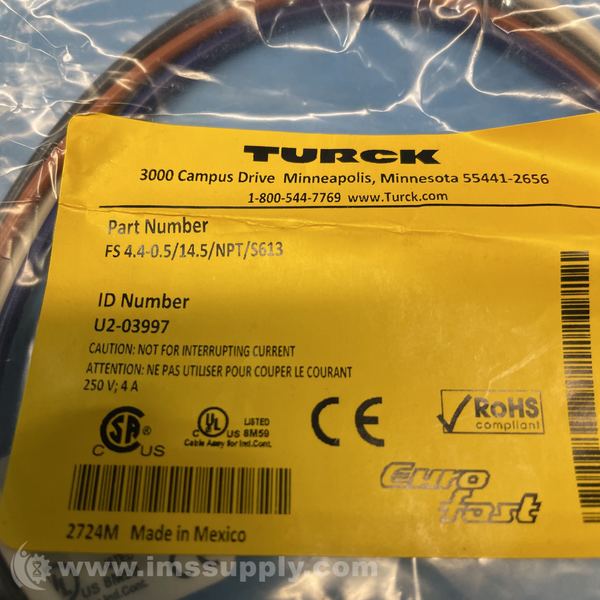 TURCK
3000 Campus Drive Minneapolis, Minnesota 55441-2656
1-800-544-7769 www.Turck.com
Part Number
FS 4.4-0.5/14.5/NPT/S613
ID Number
U2-03997
CAUTION: NOT FOR INTERRUPTING CURRENT
ATTENTION: NE PAS UTILISER POUR COUPER LE COURANT
250 V; 4 A
C SA US
C UL US LISTED 8M59
Cable Assy for Ind.Cont.
CE
RoHS
compliant
Euro
fast
2724M Made in Mexico
www.imssupply.com